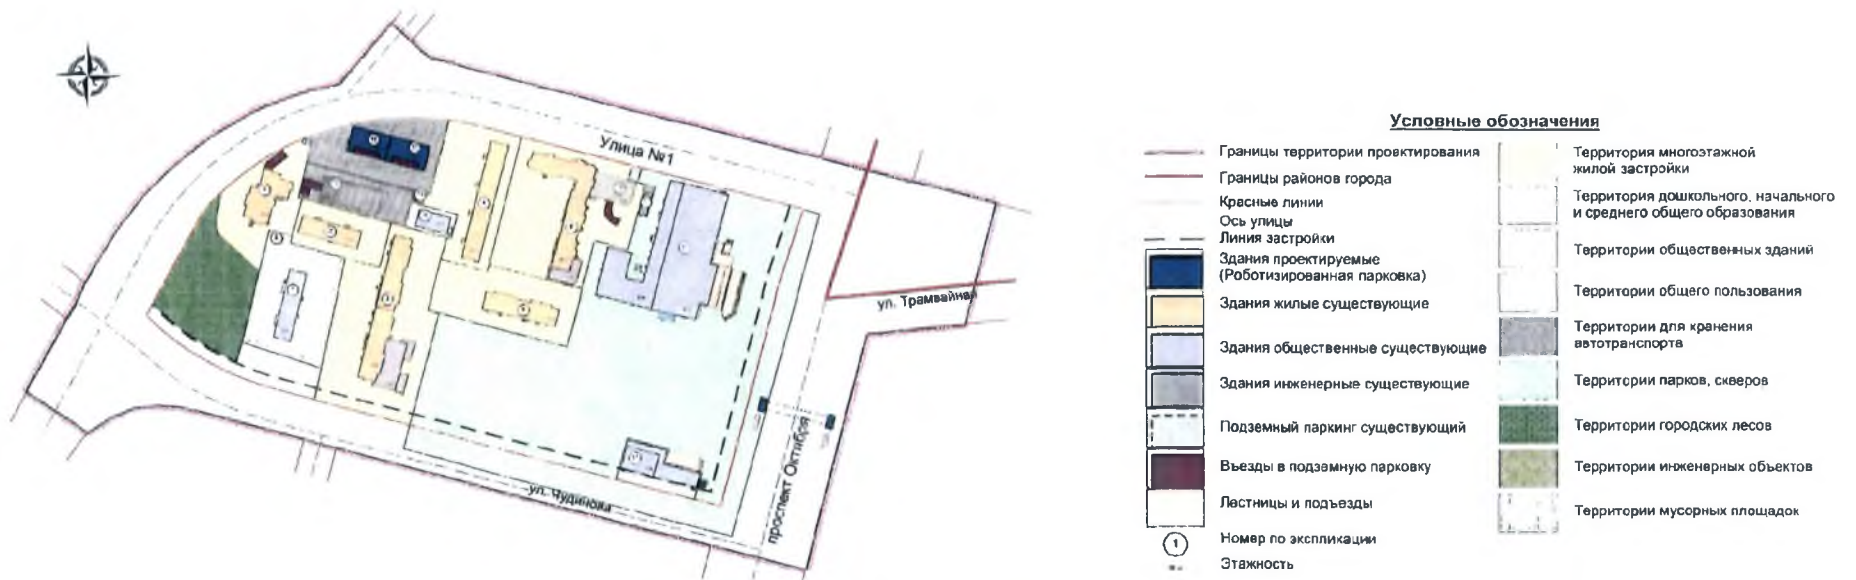 Улица №1
ул. Трамвайная
ул. Чудинова
проспект Октября
Условные обозначения
Границы территории проектирования
Границы районов города
Красные линии
Ось улицы
Линия застройки
Здания проектируемые
(Роботизированная парковка)
Здания жилые существующие
Здания общественные существующие
Здания инженерные существующие
Подземный паркинг существующий
Въезды в подземную парковку
Лестницы и подъезды
1
Номер по экспликации
Этажность
Территория многоэтажной
жилой застройки
Территория дошкольного, начального
и среднего общего образования
Территории общественных зданий
Территории общего пользования
Территории для хранения
автотранспорта
Территории парков, скверов
Территории городских лесов
Территории инженерных объектов
Территории мусорных площадок